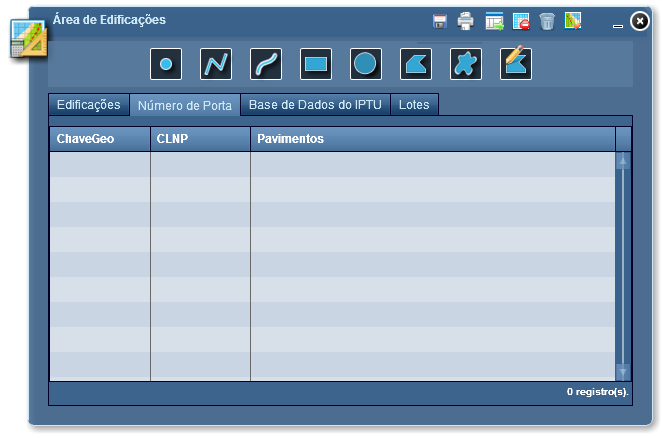 Área de Edificações
Edificações Número de Porta Base de Dados do IPTU Lotes
ChaveGeo CLNP Pavimentos
0 registro(s).